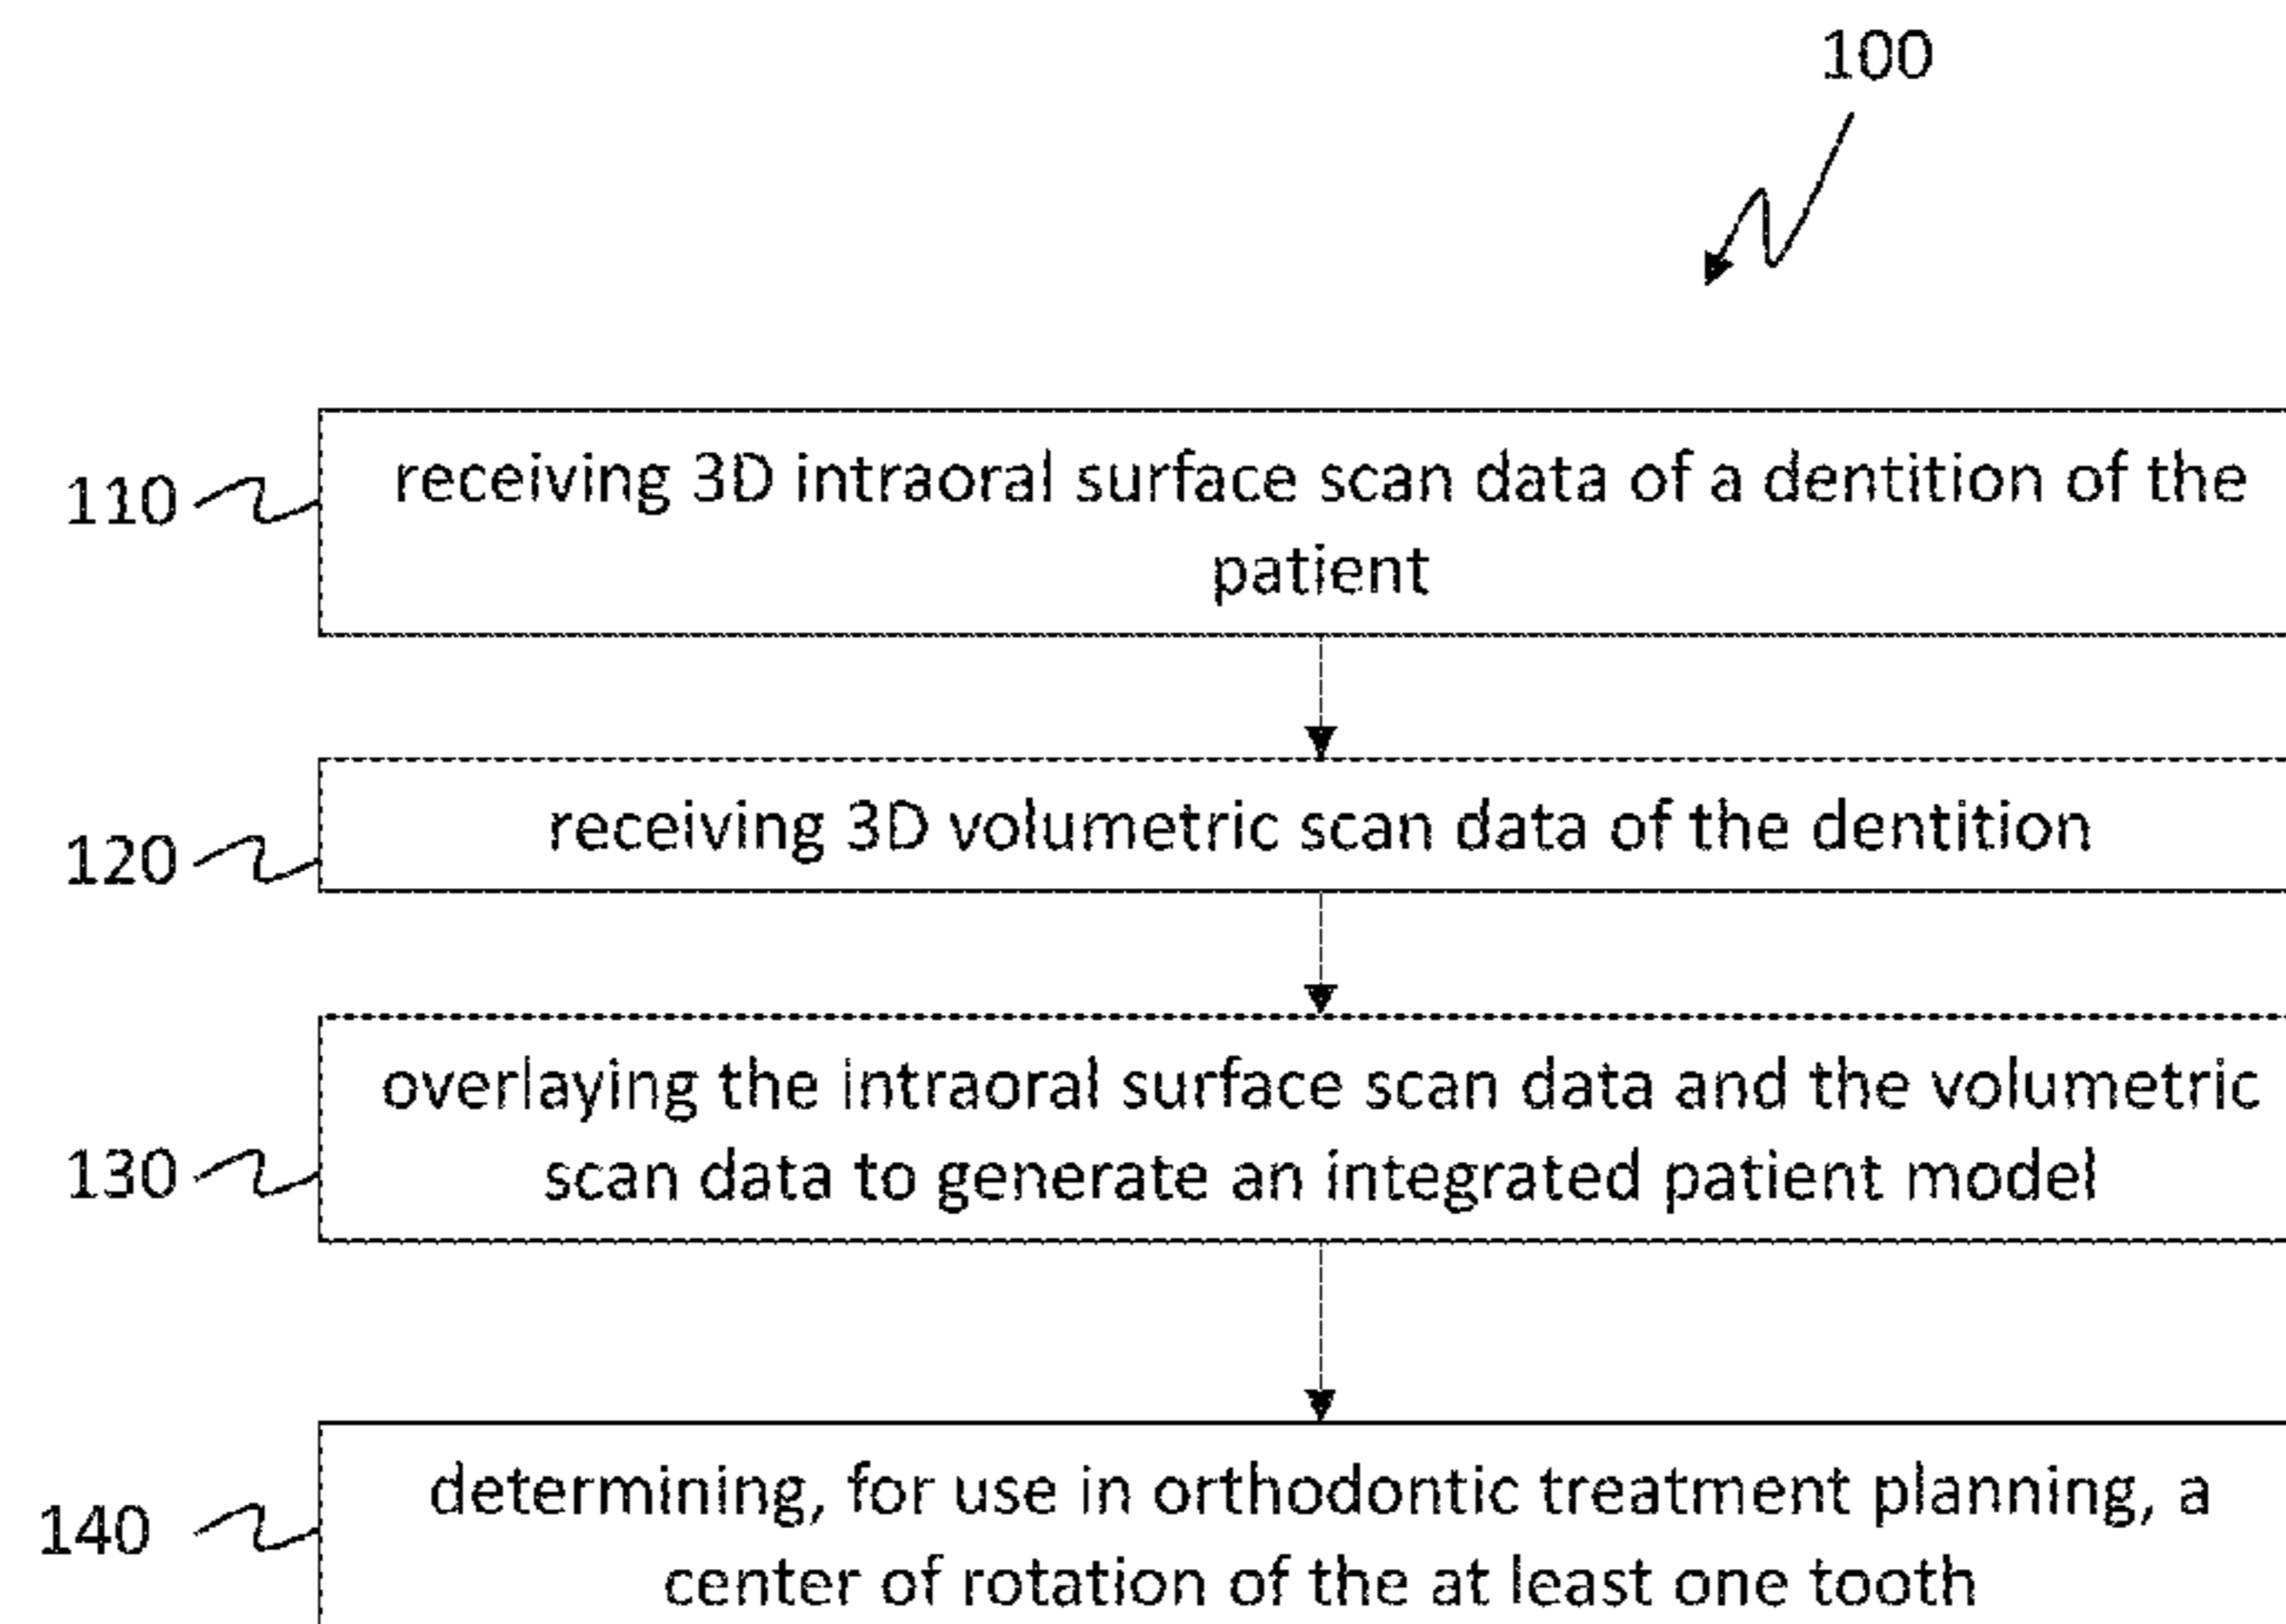 100
110
receiving 3D intraoral surface scan data of a dentition of the
patient
120
receiving 3D volumetric scan data of the dentition
130
overlaying the intraoral surface scan data and the volumetric
scan data to generate an integrated patient model
140
determining, for use in orthodontic treatment planning, a
center of rotation of the at least one tooth